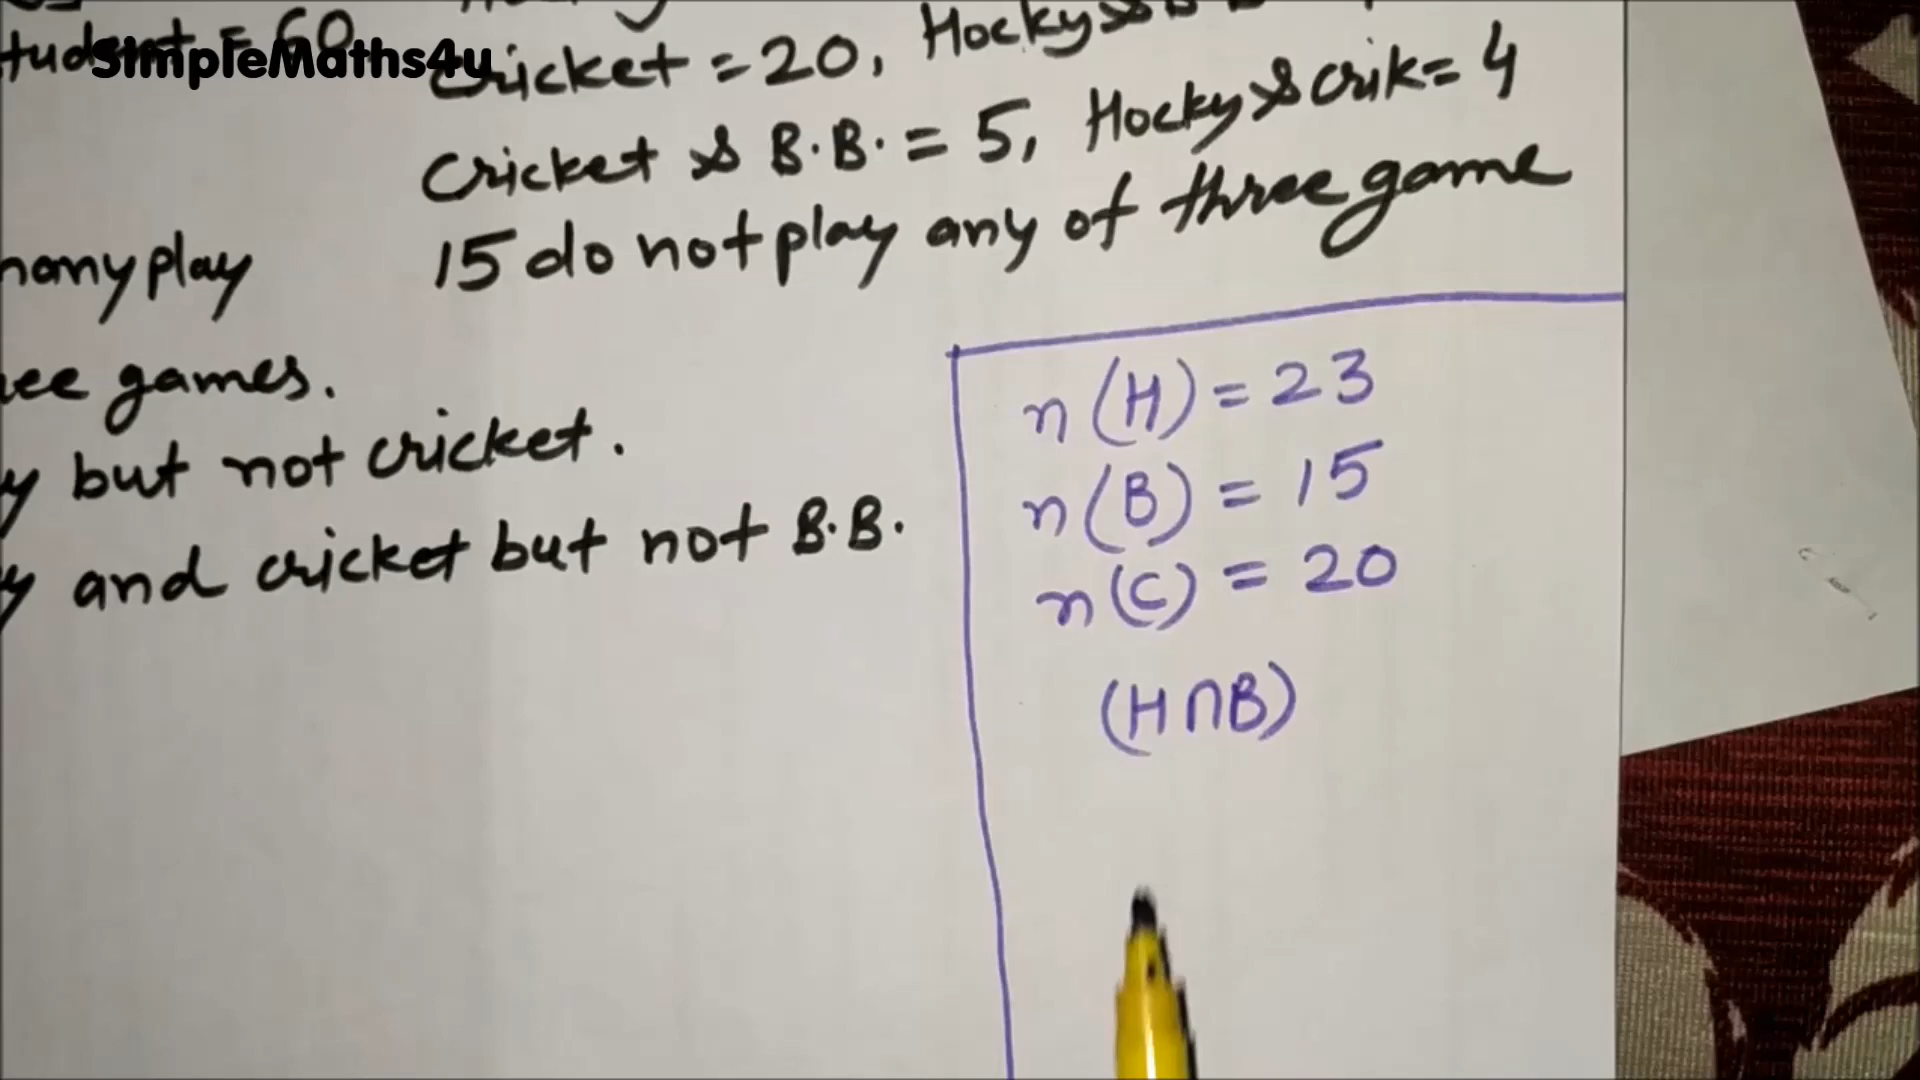 SimpleMaths4u
tudent = 60
Cricket = 20, Hocky &
Cricket & B.B. = 5, Hocky & crik = 4
15 do not play any of three game
many play
ee games.
y but not cricket.
y and cricket but not B.B.
n(H) = 23
n(B) = 15
n(C) = 20
(H∩B)